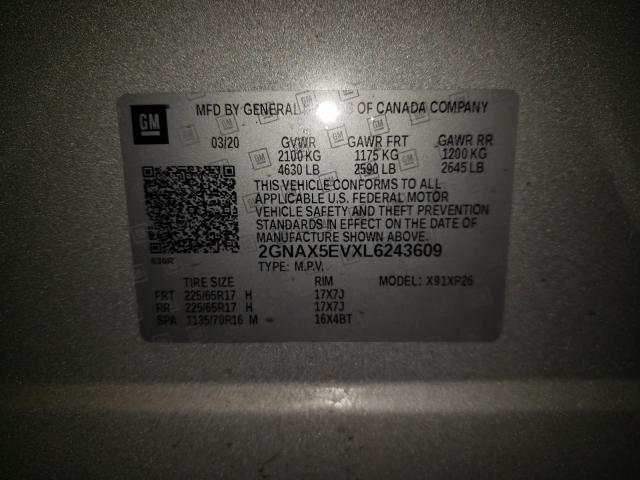 GM
MFD BY GENERAL OF CANADA COMPANY
03/20 GVWR GAWR FRT GAWR RR
2100 KG 1175 KG 1200 KG
4630 LB 2590 LB 2645 LB
THIS VEHICLE CONFORMS TO ALL
APPLICABLE U.S. FEDERAL MOTOR
VEHICLE SAFETY AND THEFT PREVENTION
STANDARDS IN EFFECT ON THE DATE OF
MANUFACTURE SHOWN ABOVE.
2GNAX5EVXL6243609
TYPE: M.P.V.
TIRE SIZE RIM MODEL: X91XP26
FRT 225/65R17 H 17X7J
RR 225/65R17 H 17X7J
SPA T135/70R16 M 16X4BT